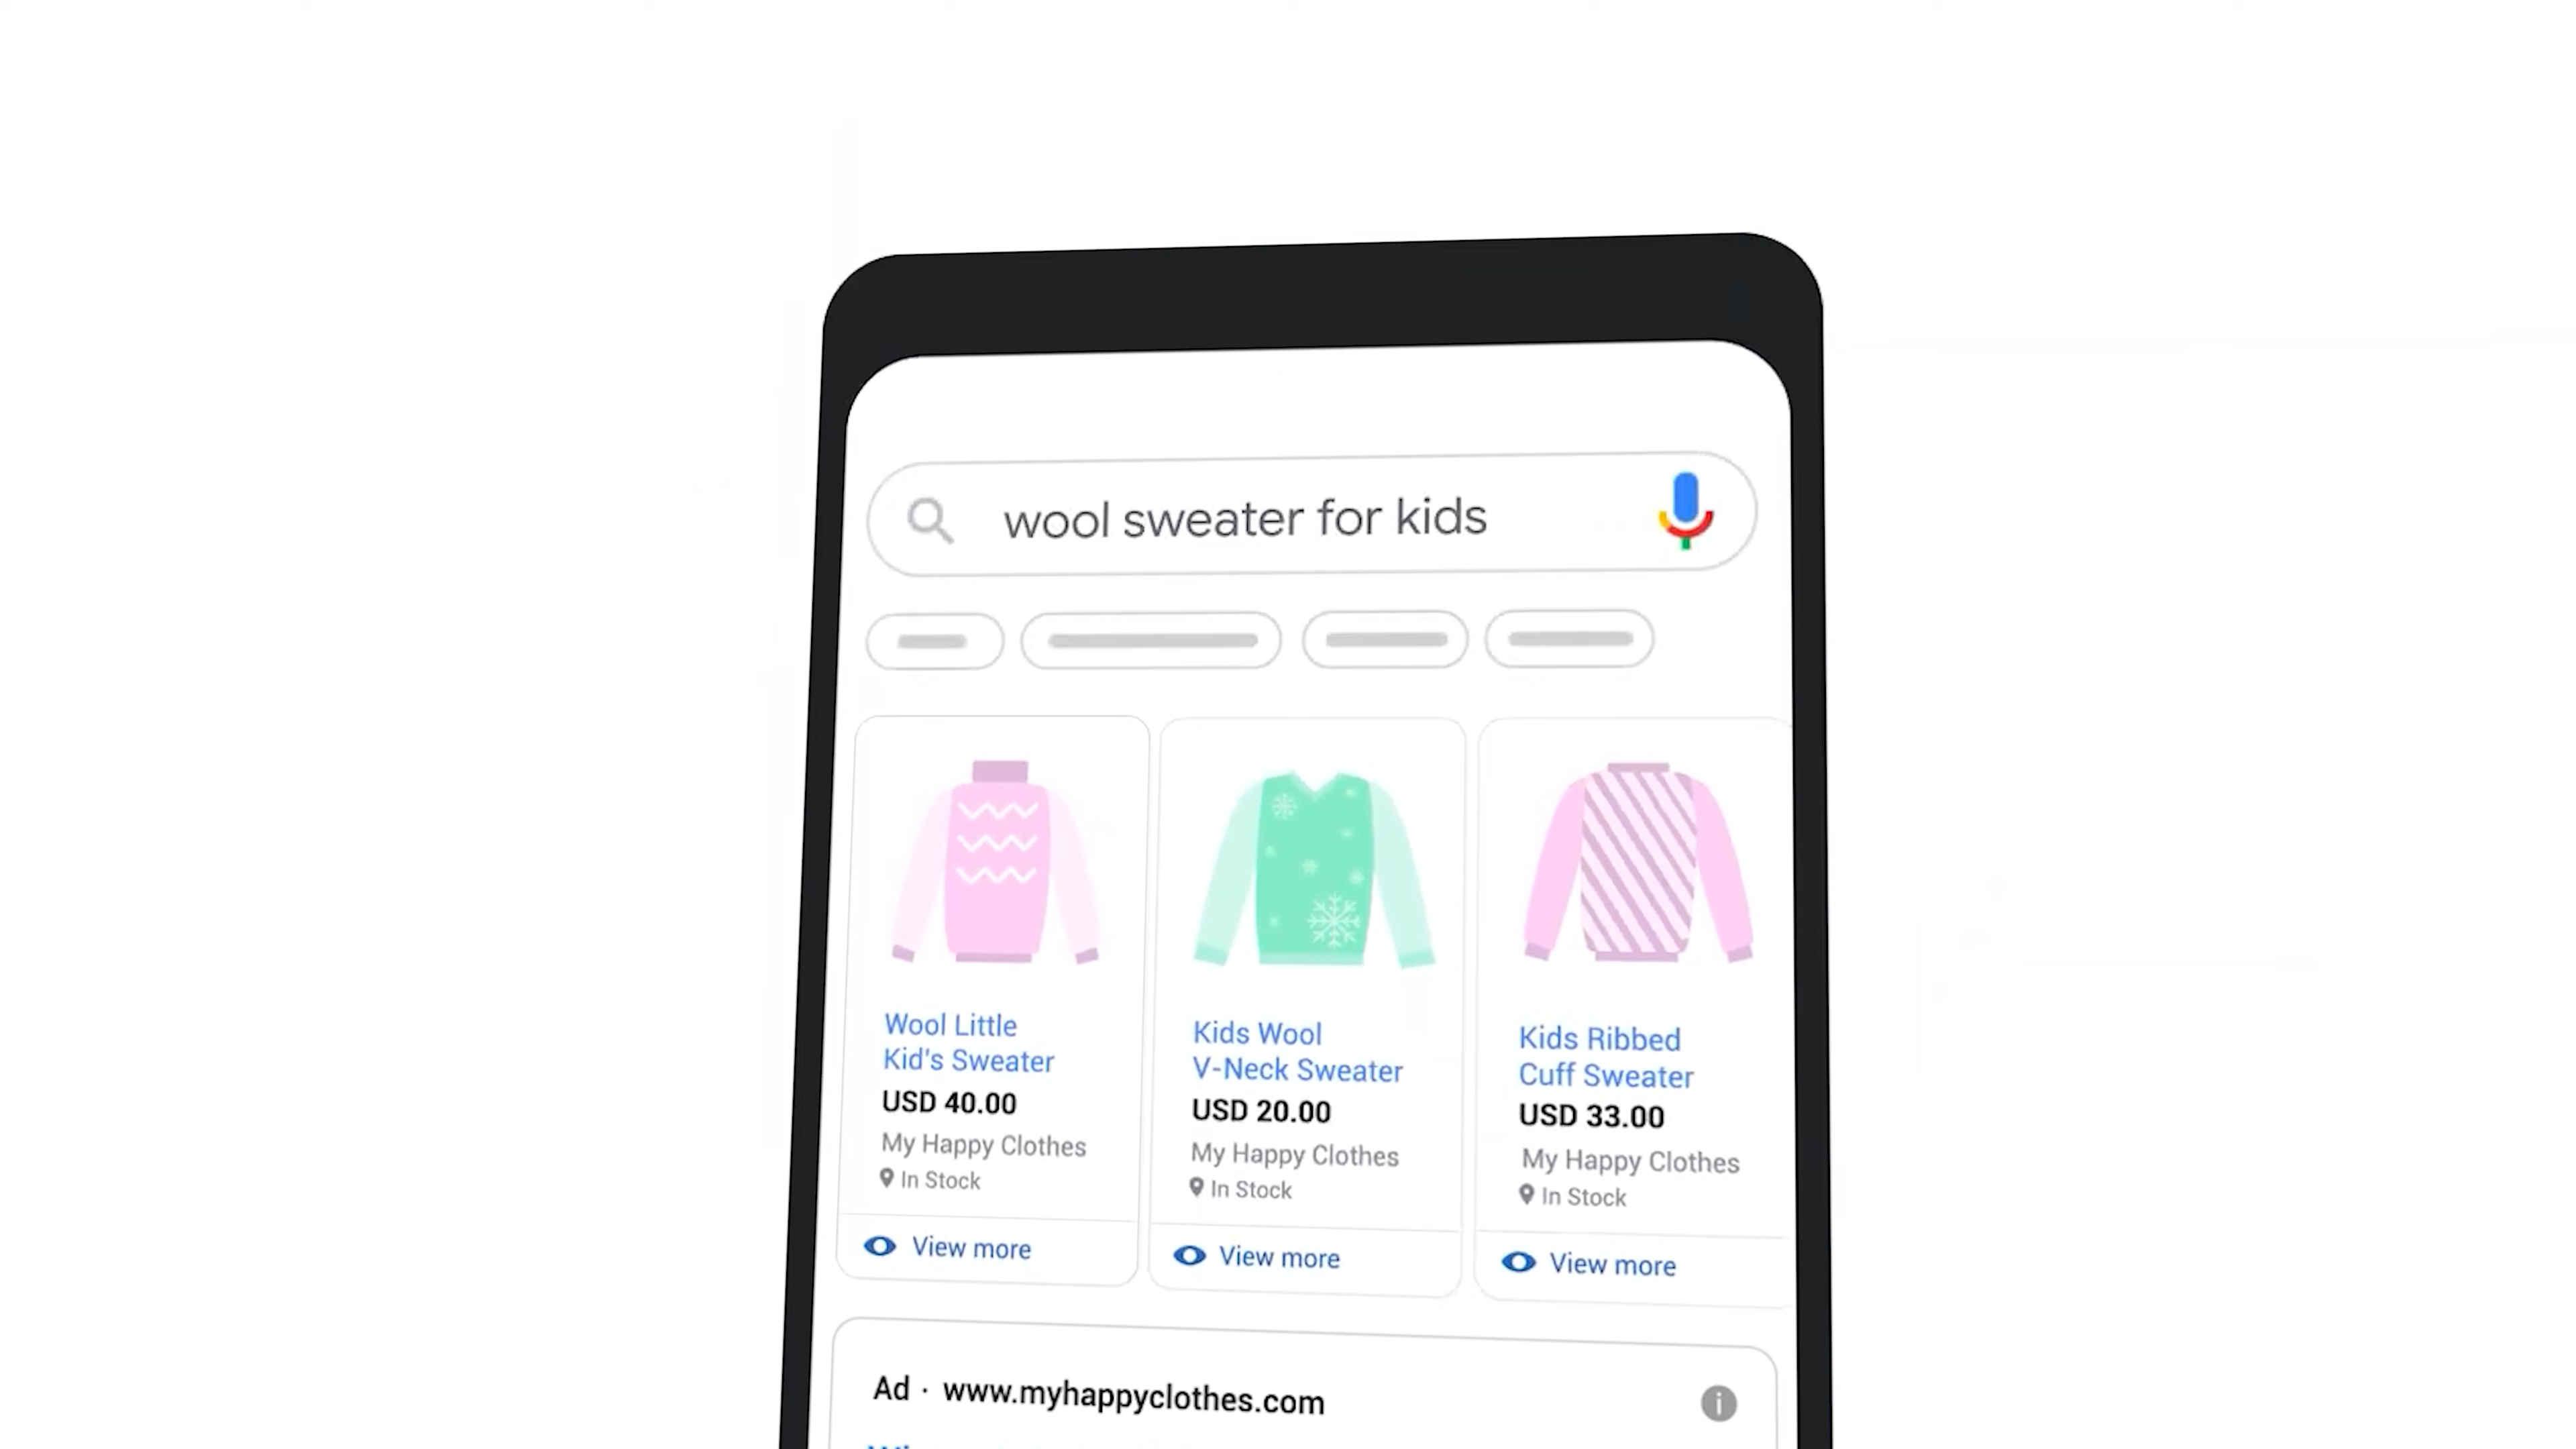 wool sweater for kids
Wool Little
Kid's Sweater
USD 40.00
My Happy Clothes
In Stock
View more
Kids Wool
V-Neck Sweater
USD 20.00
My Happy Clothes
In Stock
View more
Kids Ribbed
Cuff Sweater
USD 33.00
My Happy Clothes
In Stock
View more
Ad · www.myhappyclothes.com